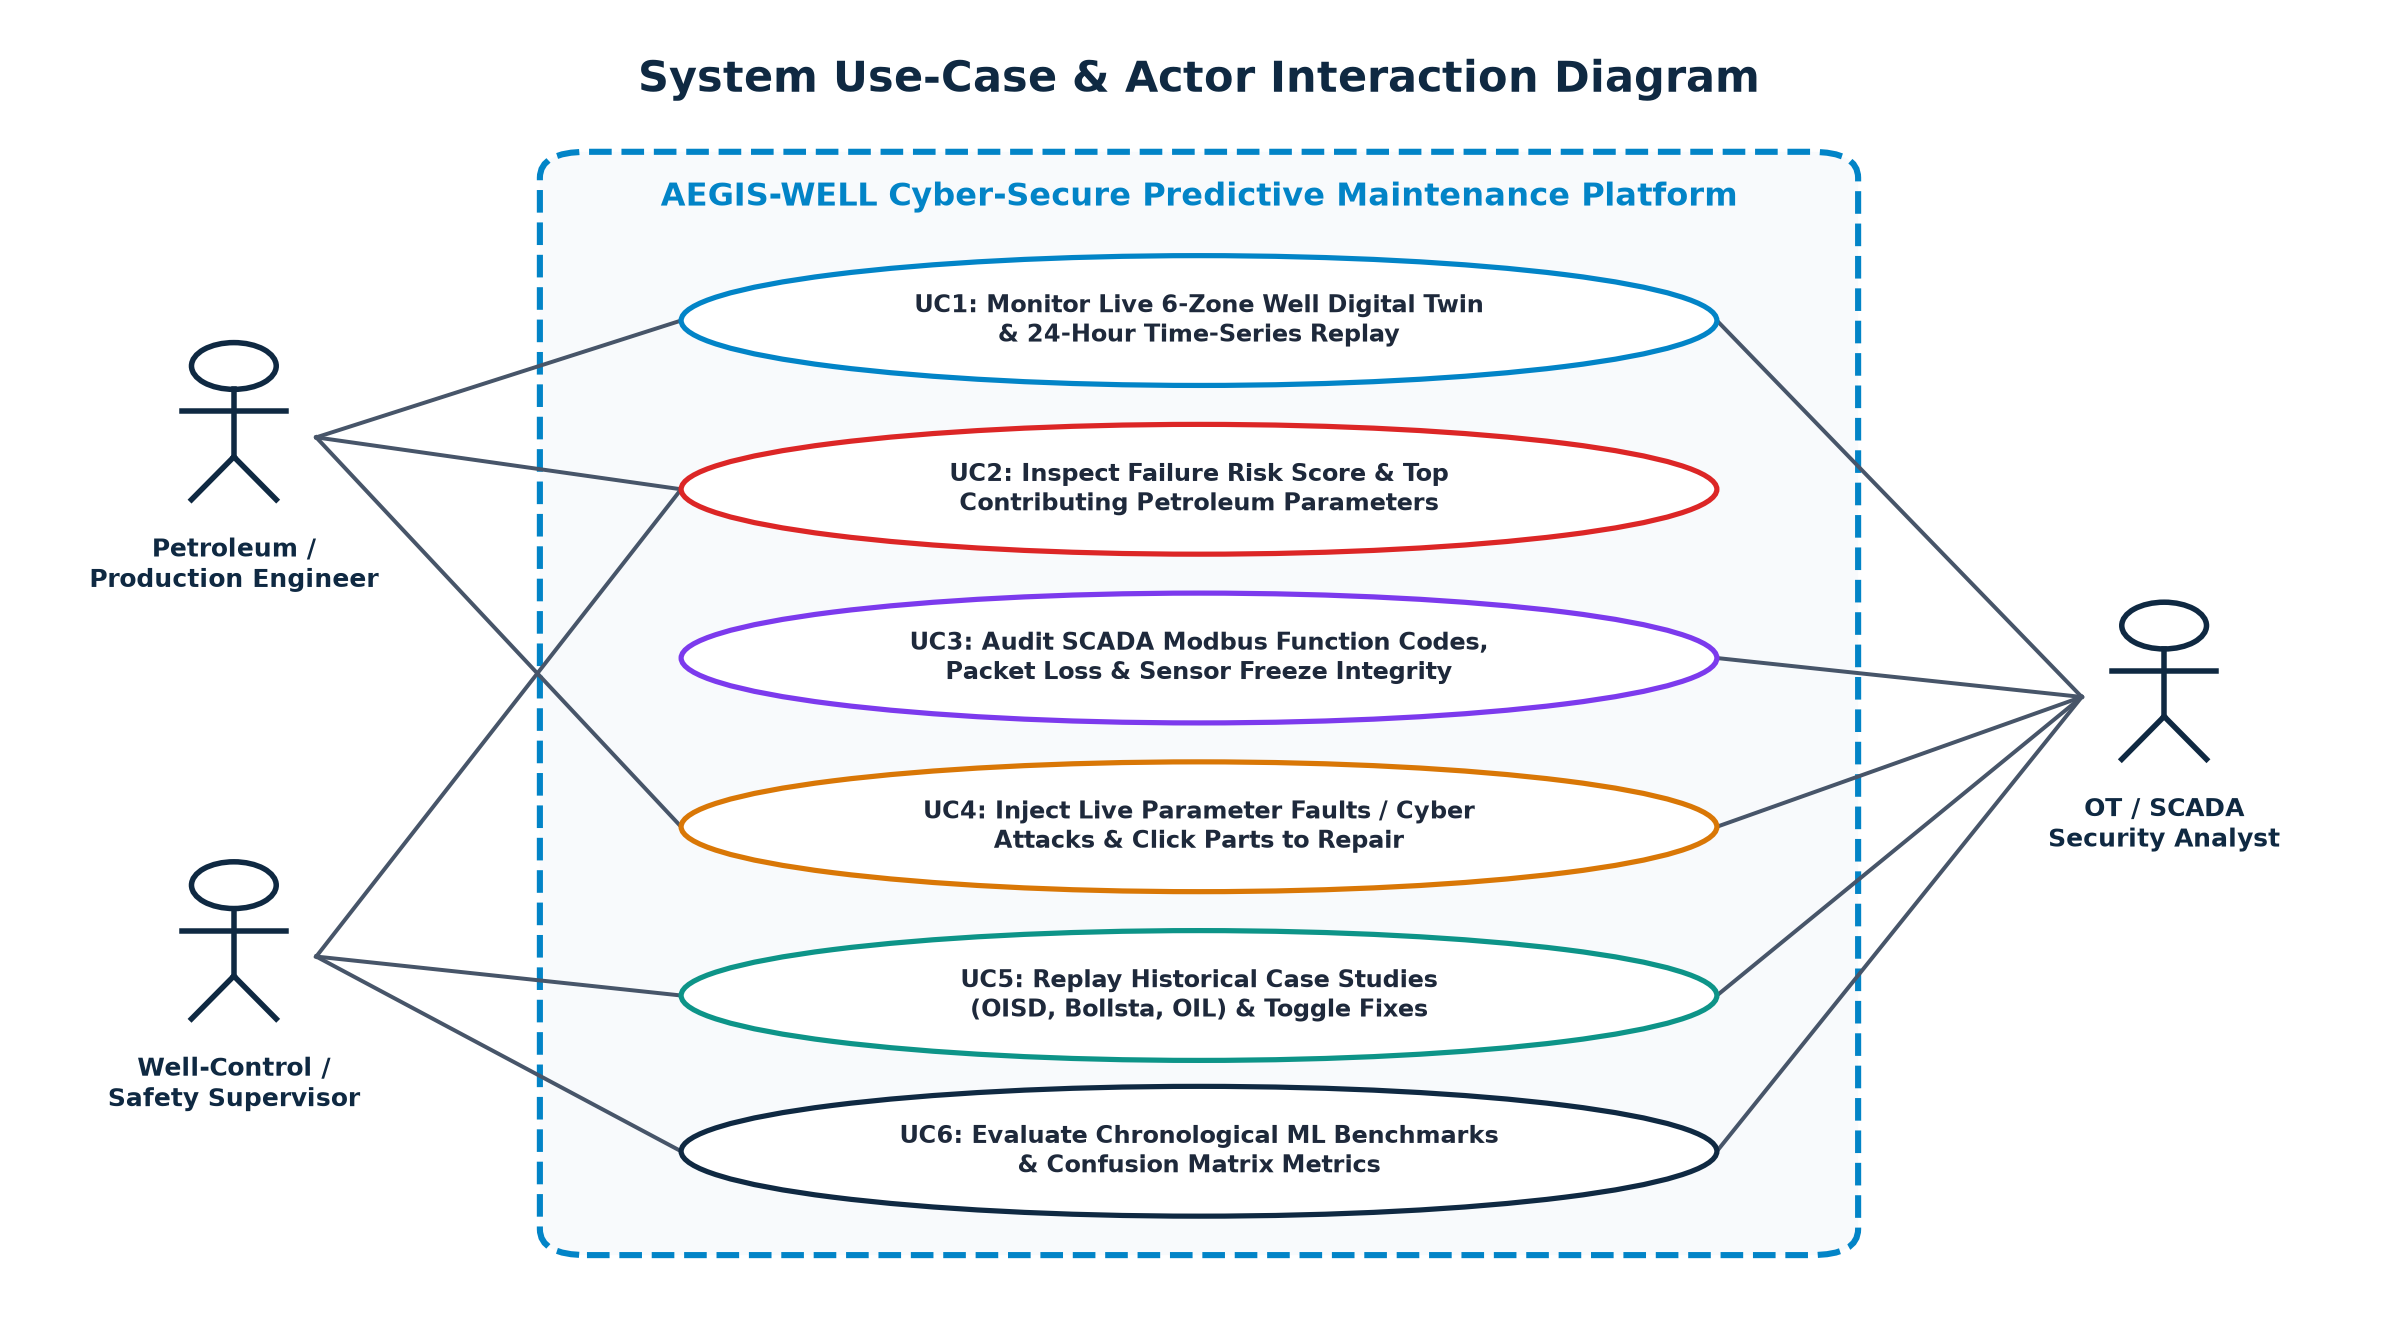 System Use-Case & Actor Interaction Diagram
AEGIS-WELL Cyber-Secure Predictive Maintenance Platform
UC1: Monitor Live 6-Zone Well Digital Twin
& 24-Hour Time-Series Replay
UC2: Inspect Failure Risk Score & Top
Contributing Petroleum Parameters
UC3: Audit SCADA Modbus Function Codes,
Packet Loss & Sensor Freeze Integrity
UC4: Inject Live Parameter Faults / Cyber
Attacks & Click Parts to Repair
UC5: Replay Historical Case Studies
(OISD, Bollsta, OIL) & Toggle Fixes
UC6: Evaluate Chronological ML Benchmarks
& Confusion Matrix Metrics
Petroleum /
Production Engineer
Well-Control /
Safety Supervisor
OT / SCADA
Security Analyst